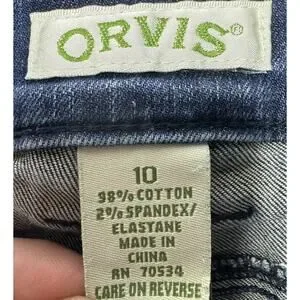 ORVIS®
10
98% COTTON
2% SPANDEX/
ELASTANE
MADE IN
CHINA
RN 70534
CARE ON REVERSE